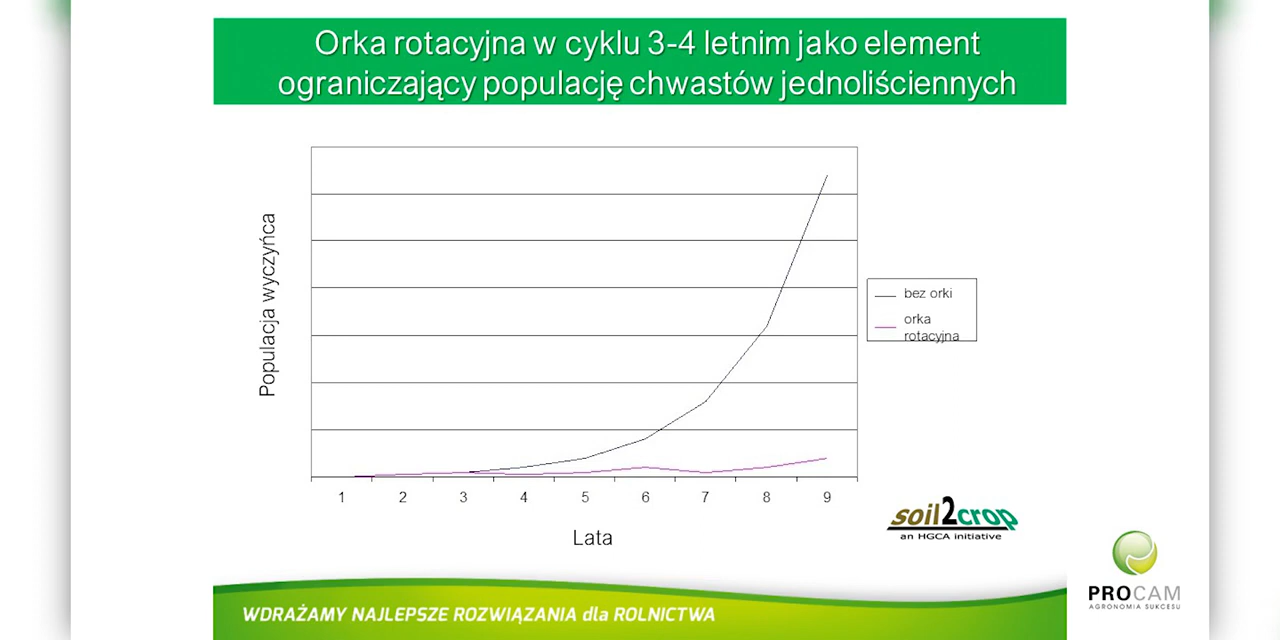 Orka rotacyjna w cyklu 3-4 letnim jako element
ograniczający populację chwastów jednoliściennych
Populacja wyczyńca
bez orki
orka
rotacyjna
1 2 3 4 5 6 7 8 9
Lata
soil2crop
an HGCA initiative
PROCAM
AGRONOMIA SUKCESU
WDRAŻAMY NAJLEPSZE ROZWIĄZANIA dla ROLNICTWA